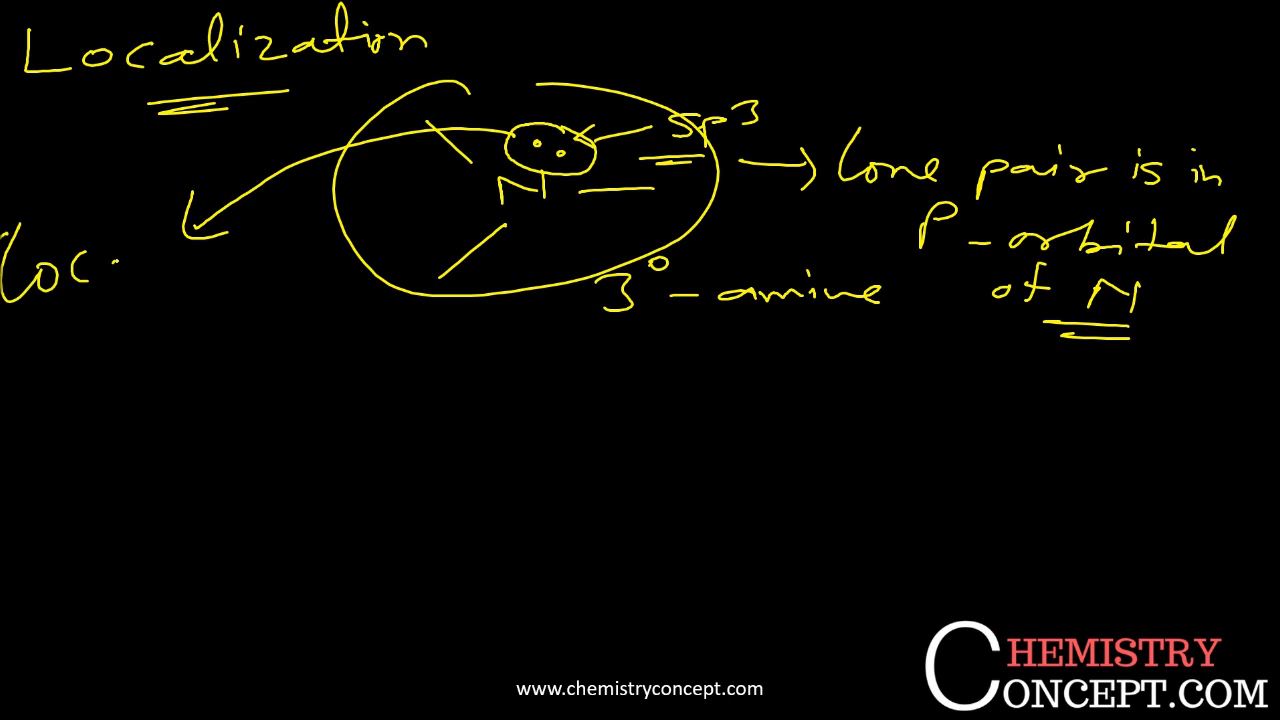 Localization
sp3
N
→ lone pair is in
p-orbital
of N
3° - amine
loc.
www.chemistryconcept.com
CHEMISTRY
CONCEPT.COM